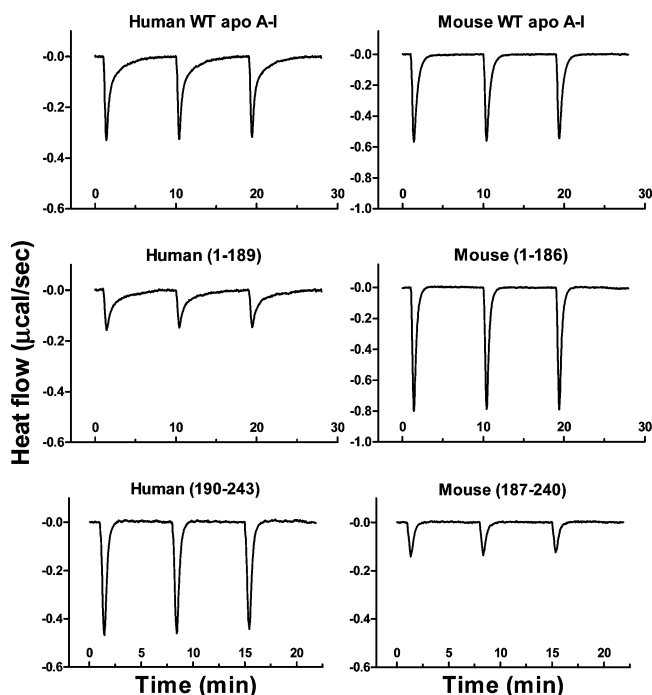 Human WT apo A-I
Mouse WT apo A-I
-0.0
-0.2
-0.4
-0.6
0 10 20 30
-0.0
-0.2
-0.4
-0.6
-0.8
-1.0
0 10 20 30
Human (1-189)
Mouse (1-186)
-0.0
-0.2
-0.4
-0.6
0 10 20 30
-0.0
-0.2
-0.4
-0.6
-0.8
-1.0
0 10 20 30
Human (190-243)
Mouse (187-240)
-0.0
-0.2
-0.4
-0.6
0 5 10 15 20
-0.0
-0.2
-0.4
-0.6
0 5 10 15 20
Heat flow (μcal/sec)
Time (min)
Time (min)